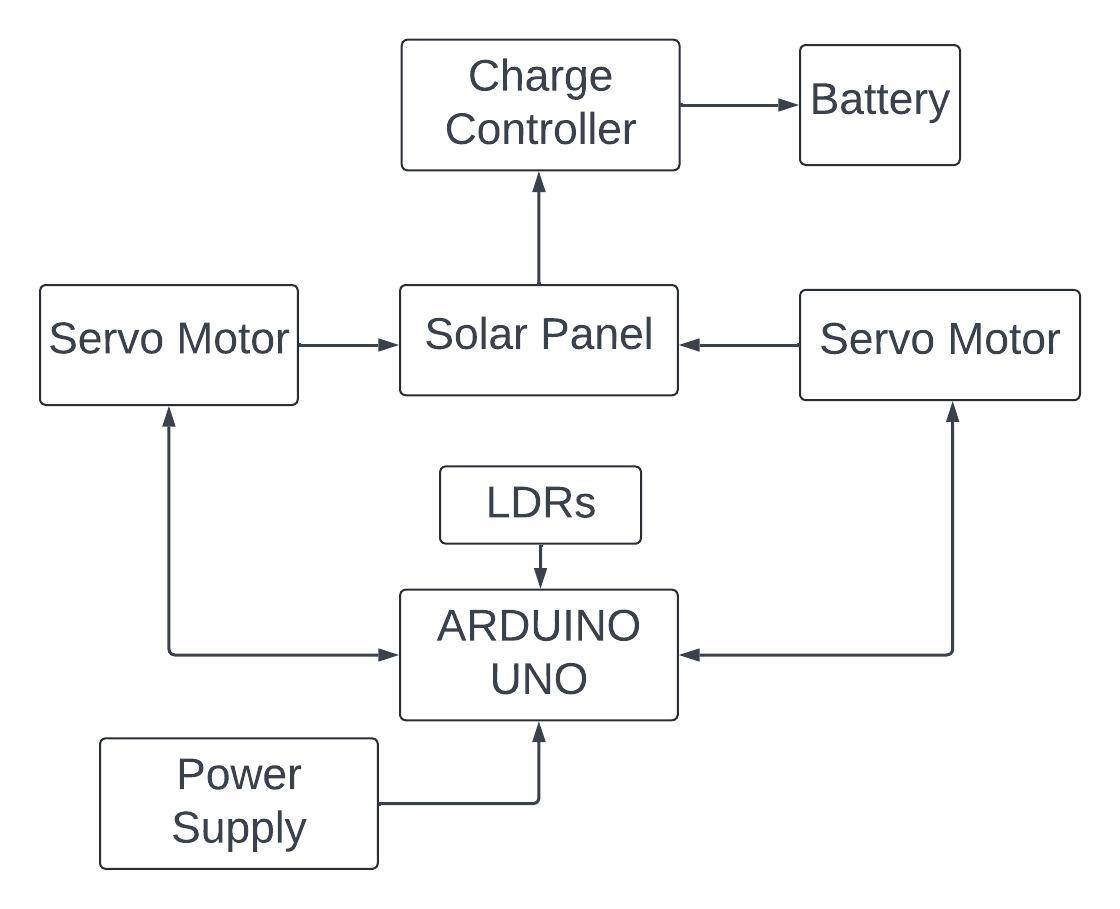 Charge
Controller
Battery
Servo Motor
Solar Panel
Servo Motor
LDRs
ARDUINO
UNO
Power
Supply